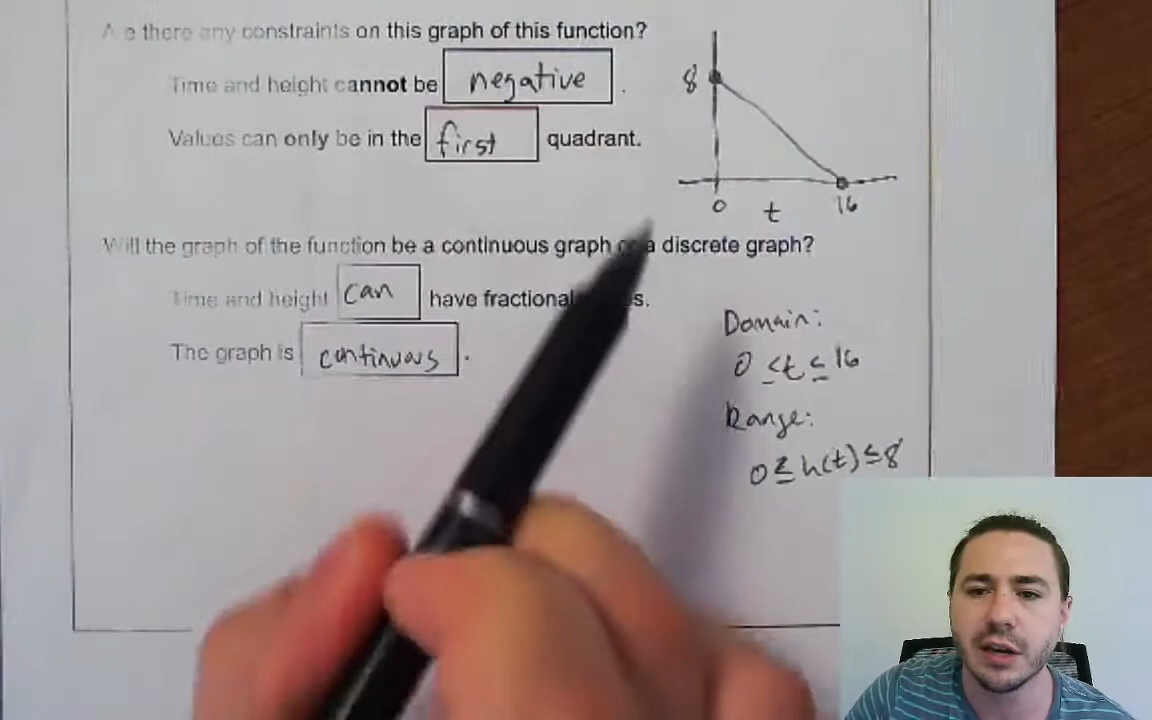 Are there any constraints on this graph of this function?
Time and height cannot be negative.
Values can only be in the first quadrant.
8
0
t
16
Will the graph of the function be a continuous graph or a discrete graph?
Time and height can have fractional
The graph is continuous.
Domain:
0 ≤ t ≤ 16
Range:
0 ≤ h(t) ≤ 8